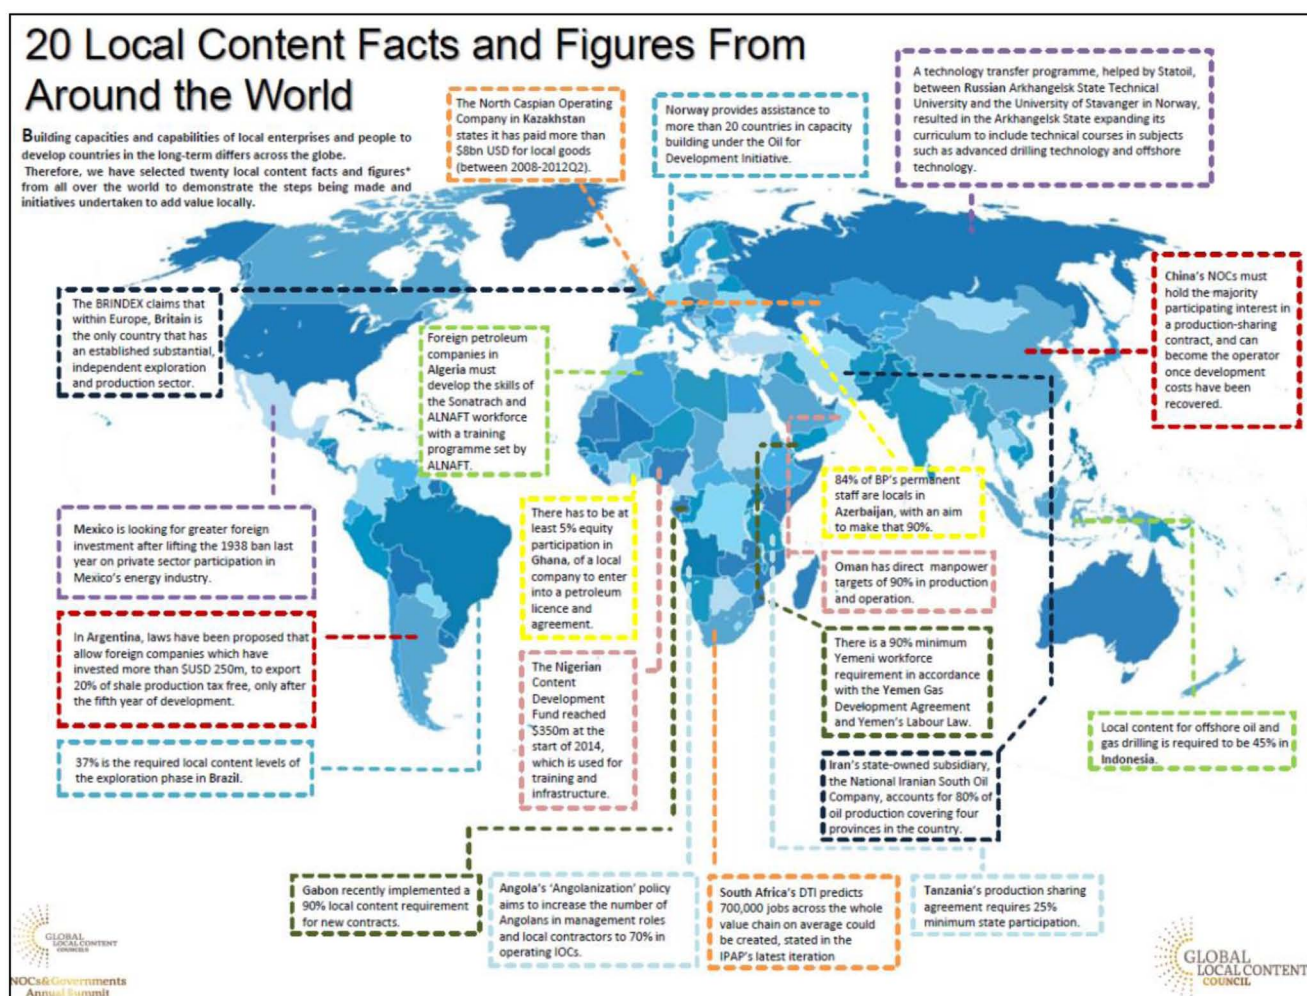 20 Local Content Facts and Figures From
Around the World
Building capacities and capabilities of local enterprises and people to
develop countries in the long-term differs across the globe.
Therefore, we have selected twenty local content facts and figures*
from all over the world to demonstrate the steps being made and
initiatives undertaken to add value locally.
The North Caspian Operating
Company in Kazakhstan
states it has paid more than
$8bn USD for local goods
(between 2008-2012Q2).
Norway provides assistance to
more than 20 countries in capacity
building under the Oil for
Development Initiative.
A technology transfer programme, helped by Statoil,
between Russian Arkhangelsk State Technical
University and the University of Stavanger in Norway,
resulted in the Arkhangelsk State expanding its
curriculum to include technical courses in subjects
such as advanced drilling technology and offshore
technology.
The BRINDEX claims that
within Europe, Britain is
the only country that has
an established substantial,
independent exploration
and production sector.
Foreign petroleum
companies in
Algeria must
develop the skills of
the Sonatrach and
ALNAFT workforce
with a training
programme set by
ALNAFT.
China's NOCs must
hold the majority
participating interest in
a production-sharing
contract, and can
become the operator
once development
costs have been
recovered.
Mexico is looking for greater foreign
investment after lifting the 1938 ban last
year on private sector participation in
Mexico's energy industry.
There has to be at
least 5% equity
participation in
Ghana, of a local
company to enter
into a petroleum
licence and
agreement.
84% of BP's permanent
staff are locals in
Azerbaijan, with an aim
to make that 90%.
Oman has direct manpower
targets of 90% in production
and operation.
In Argentina, laws have been proposed that
allow foreign companies which have
invested more than $USD 250m, to export
20% of shale production tax free, only after
the fifth year of development.
The Nigerian
Content
Development
Fund reached
$350m at the
start of 2014,
which is used for
training and
infrastructure.
There is a 90% minimum
Yemeni workforce
requirement in accordance
with the Yemen Gas
Development Agreement
and Yemen's Labour Law.
Local content for offshore oil and
gas drilling is required to be 45% in
Indonesia.
37% is the required local content levels of
the exploration phase in Brazil.
Iran's state-owned subsidiary,
the National Iranian South Oil
Company, accounts for 80% of
oil production covering four
provinces in the country.
Gabon recently implemented a
90% local content requirement
for new contracts.
Angola's 'Angolanization' policy
aims to increase the number of
Angolans in management roles
and local contractors to 70% in
operating IOCs.
South Africa's DTI predicts
700,000 jobs across the whole
value chain on average could
be created, stated in the
IPAP's latest iteration
Tanzania's production sharing
agreement requires 25%
minimum state participation.
GLOBAL
LOCAL CONTENT
COUNCILS
NOCs&Governments
Annual Summit
GLOBAL
LOCAL CONTENT
COUNCIL